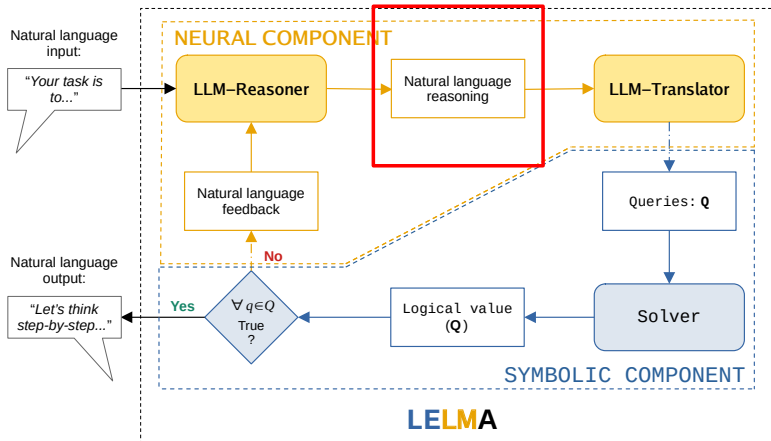 Natural language
input:
“Your task is
to...”
NEURAL COMPONENT
LLM-Reasoner
Natural language
reasoning
LLM-Translator
Natural language
feedback
Queries: Q
No
Natural language
output:
“Let’s think
step-by-step...”
Yes
∀ q∈Q
True
?
Logical value
(Q)
Solver
SYMBOLIC COMPONENT
LELMA